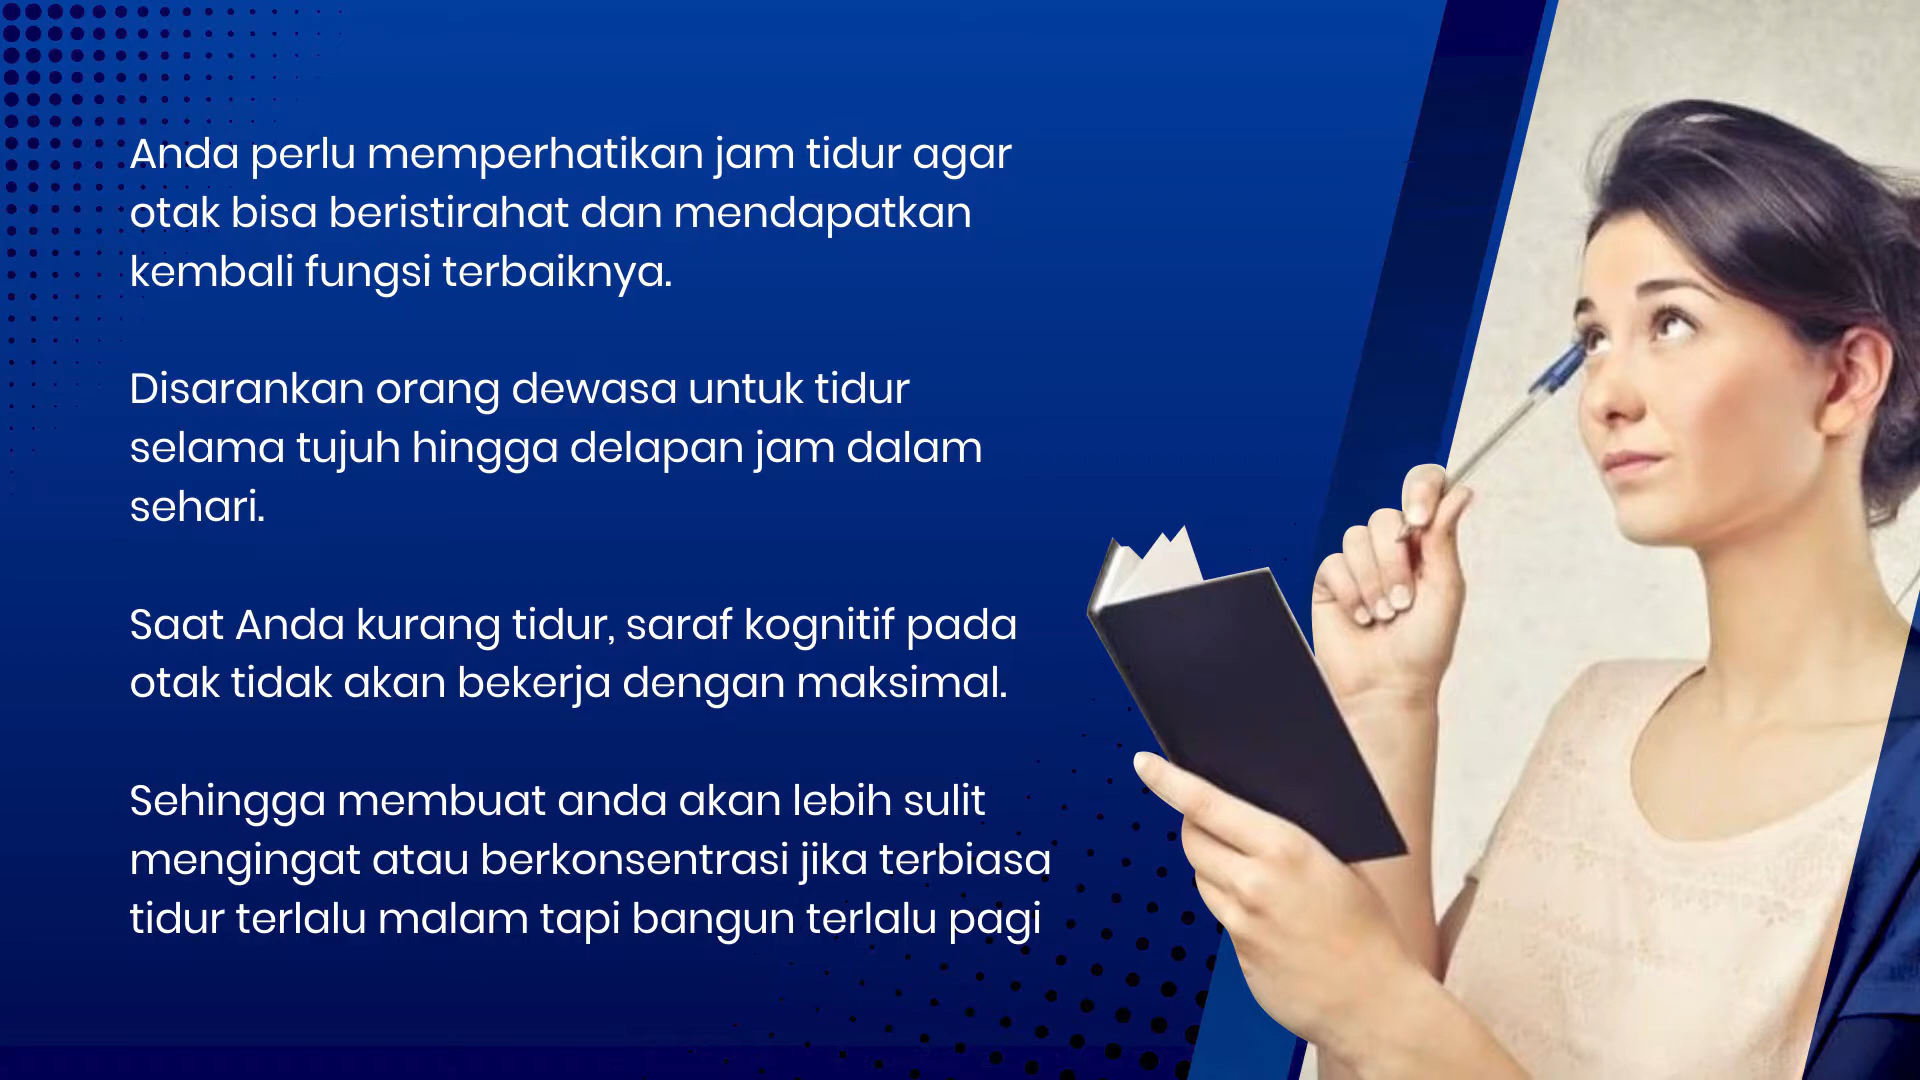 Anda perlu memperhatikan jam tidur agar
otak bisa beristirahat dan mendapatkan
kembali fungsi terbaiknya.
Disarankan orang dewasa untuk tidur
selama tujuh hingga delapan jam dalam
sehari.
Saat Anda kurang tidur, saraf kognitif pada
otak tidak akan bekerja dengan maksimal.
Sehingga membuat anda akan lebih sulit
mengingat atau berkonsentrasi jika terbiasa
tidur terlalu malam tapi bangun terlalu pagi